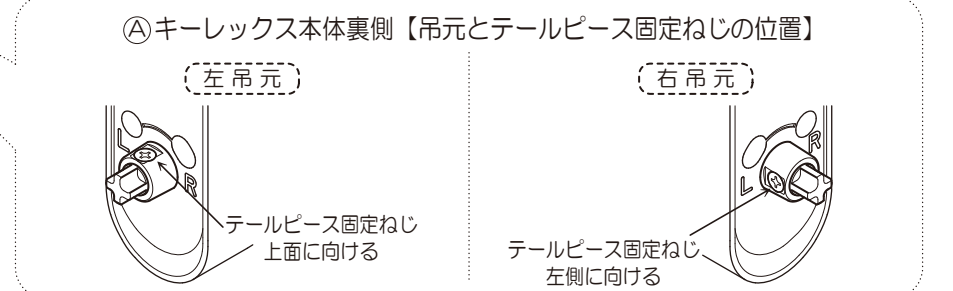 Ⓐキーレックス本体裏側【吊元とテールピース固定ねじの位置】
左吊元
L
R
テールピース固定ねじ
上面に向ける
右吊元
R
L
テールピース固定ねじ
左側に向ける